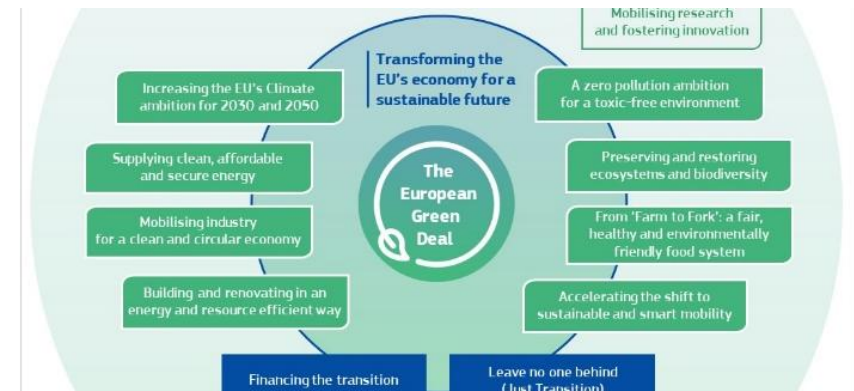 Mobilising research
and fostering innovation
Transforming the
EU's economy for a
sustainable future
Increasing the EU's Climate
ambition for 2030 and 2050
A zero pollution ambition
for a toxic-free environment
Supplying clean, affordable
and secure energy
Preserving and restoring
ecosystems and biodiversity
The
European
Green
Deal
Mobilising industry
for a clean and circular economy
From 'Farm to Fork': a fair,
healthy and environmentally
friendly food system
Building and renovating in an
energy and resource efficient way
Accelerating the shift to
sustainable and smart mobility
Financing the transition
Leave no one behind
(Just Transition)